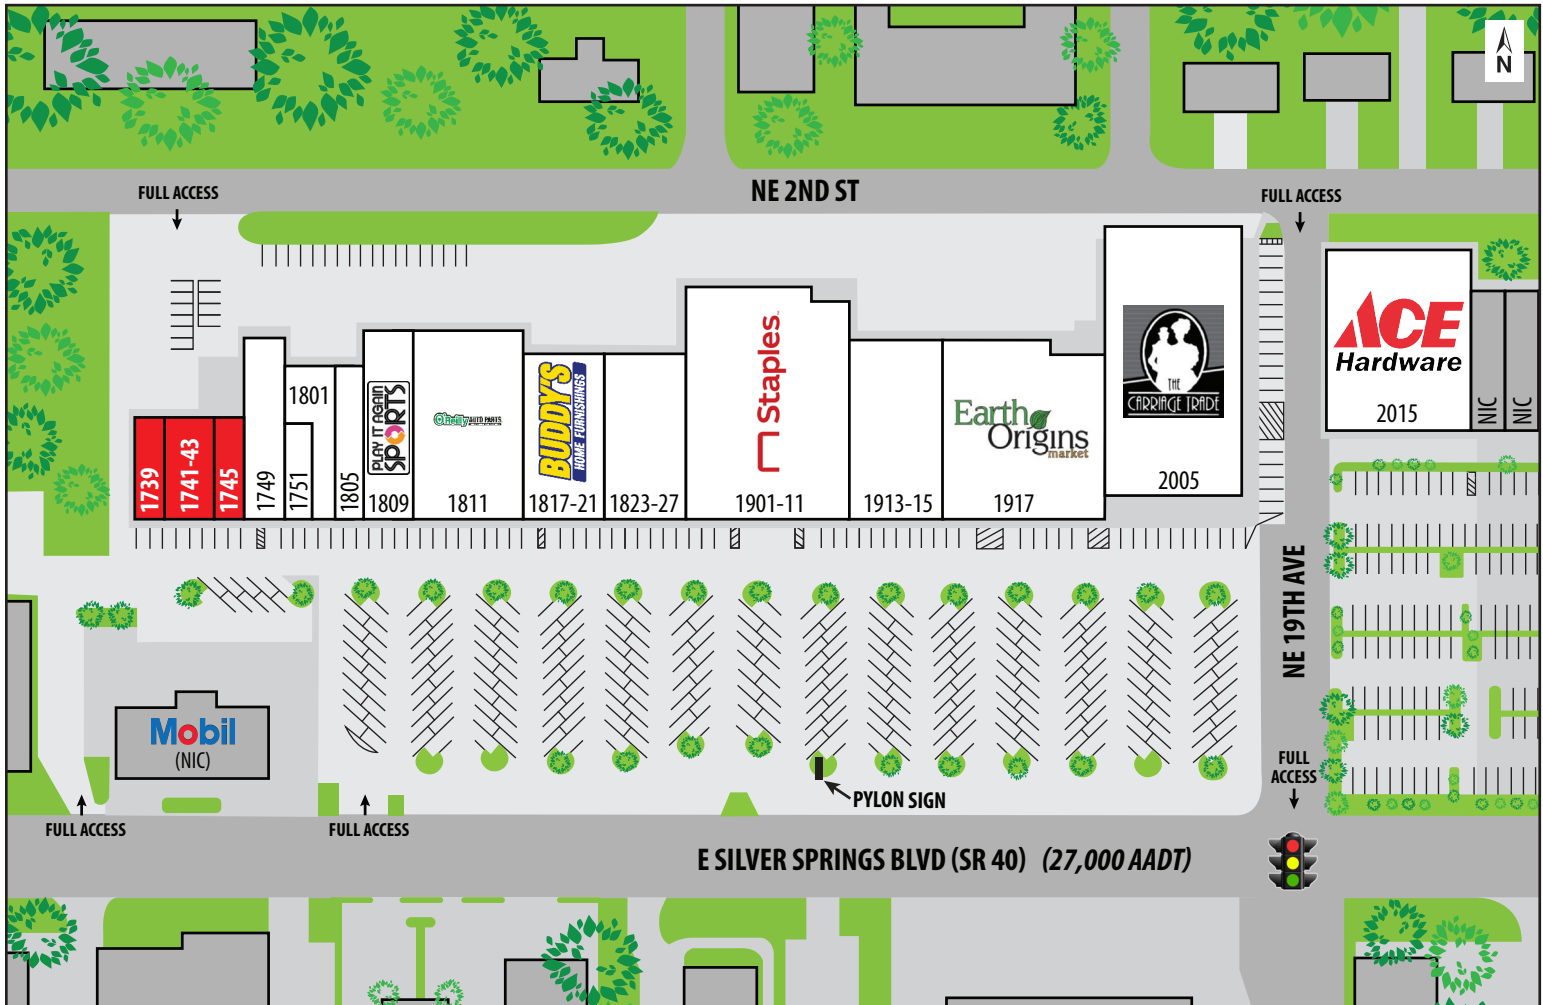 N
FULL ACCESS
NE 2ND ST
FULL ACCESS
1739
1741-43
1745
1749
1801
1751
1805
PLAY IT AGAIN
SPORTS
1809
O'Reilly AUTO PARTS
1811
BUDDY'S
HOME FURNISHINGS
1817-21
1823-27
Staples
1901-11
1913-15
Earth
Origins
market
1917
THE
CARRIAGE TRADE
2005
ACE
Hardware
2015
NIC
NIC
NE 19TH AVE
Mobil
(NIC)
FULL
ACCESS
PYLON SIGN
FULL ACCESS
FULL ACCESS
E SILVER SPRINGS BLVD (SR 40) (27,000 AADT)